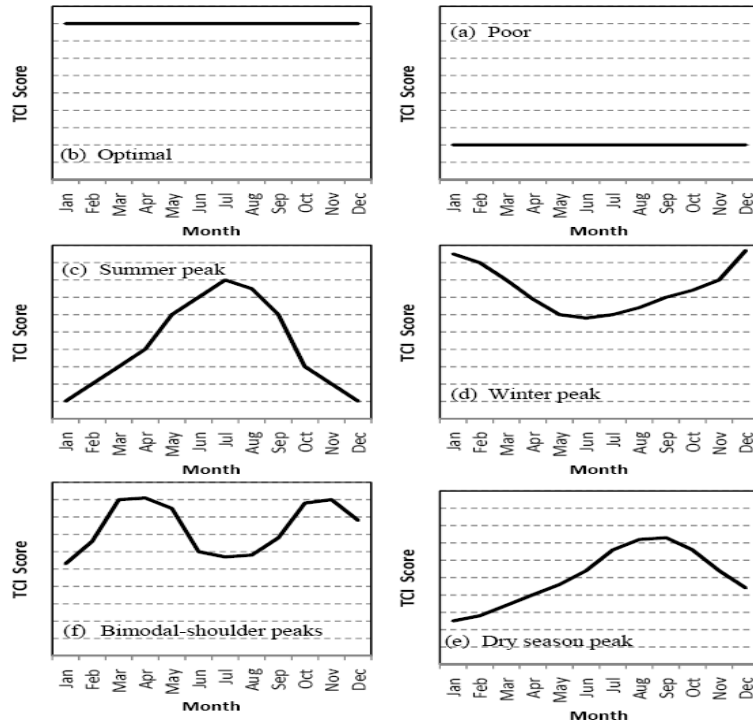 TCI Score
(b) Optimal
Jan Feb Mar Apr May Jun Jul Aug Sep Oct Nov Dec
Month
TCI Score
(a) Poor
Jan Feb Mar Apr May Jun Jul Aug Sep Oct Nov Dec
Month
TCI Score
(c) Summer peak
Jan Feb Mar Apr May Jun Jul Aug Sep Oct Nov Dec
Month
TCI Score
(d) Winter peak
Jan Feb Mar Apr May Jun Jul Aug Sep Oct Nov Dec
Month
TCI Score
(f) Bimodal-shoulder peaks
Jan Feb Mar Apr May Jun Jul Aug Sep Oct Nov Dec
Month
TCI Score
(e) Dry season peak
Jan Feb Mar Apr May Jun Jul Aug Sep Oct Nov Dec
Month